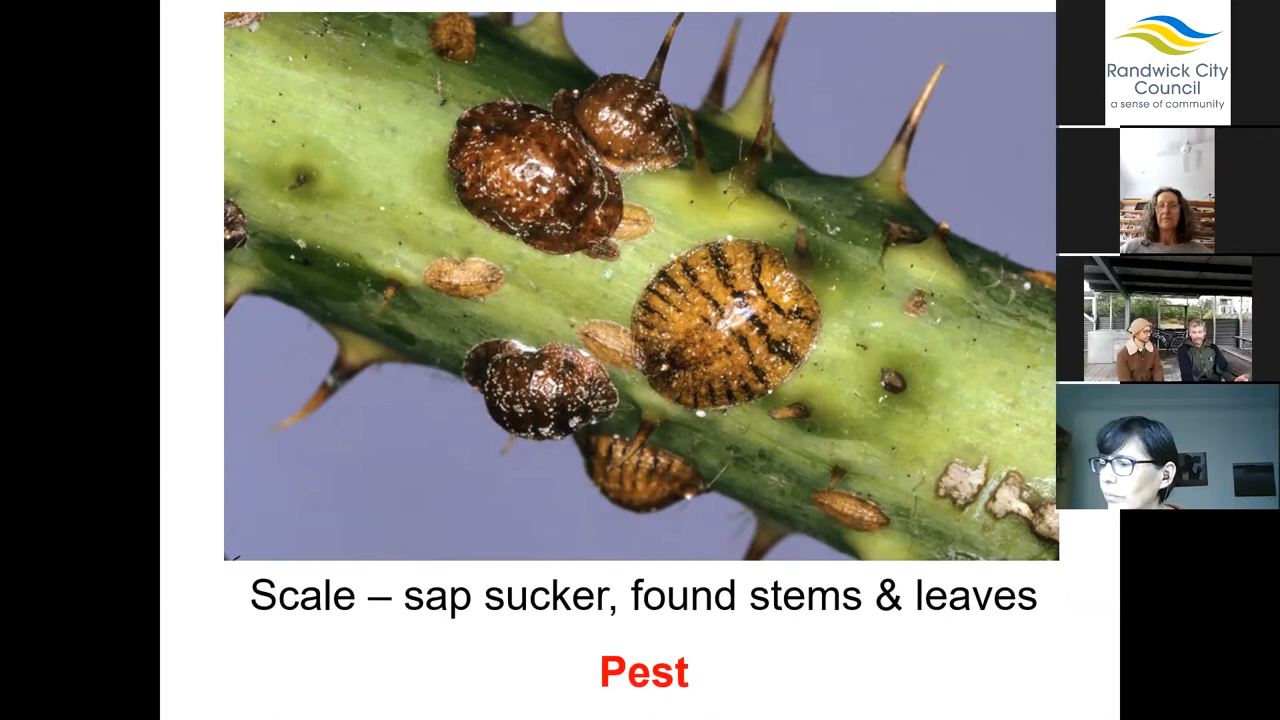 Randwick City
Council
a sense of community
Scale – sap sucker, found stems & leaves
Pest